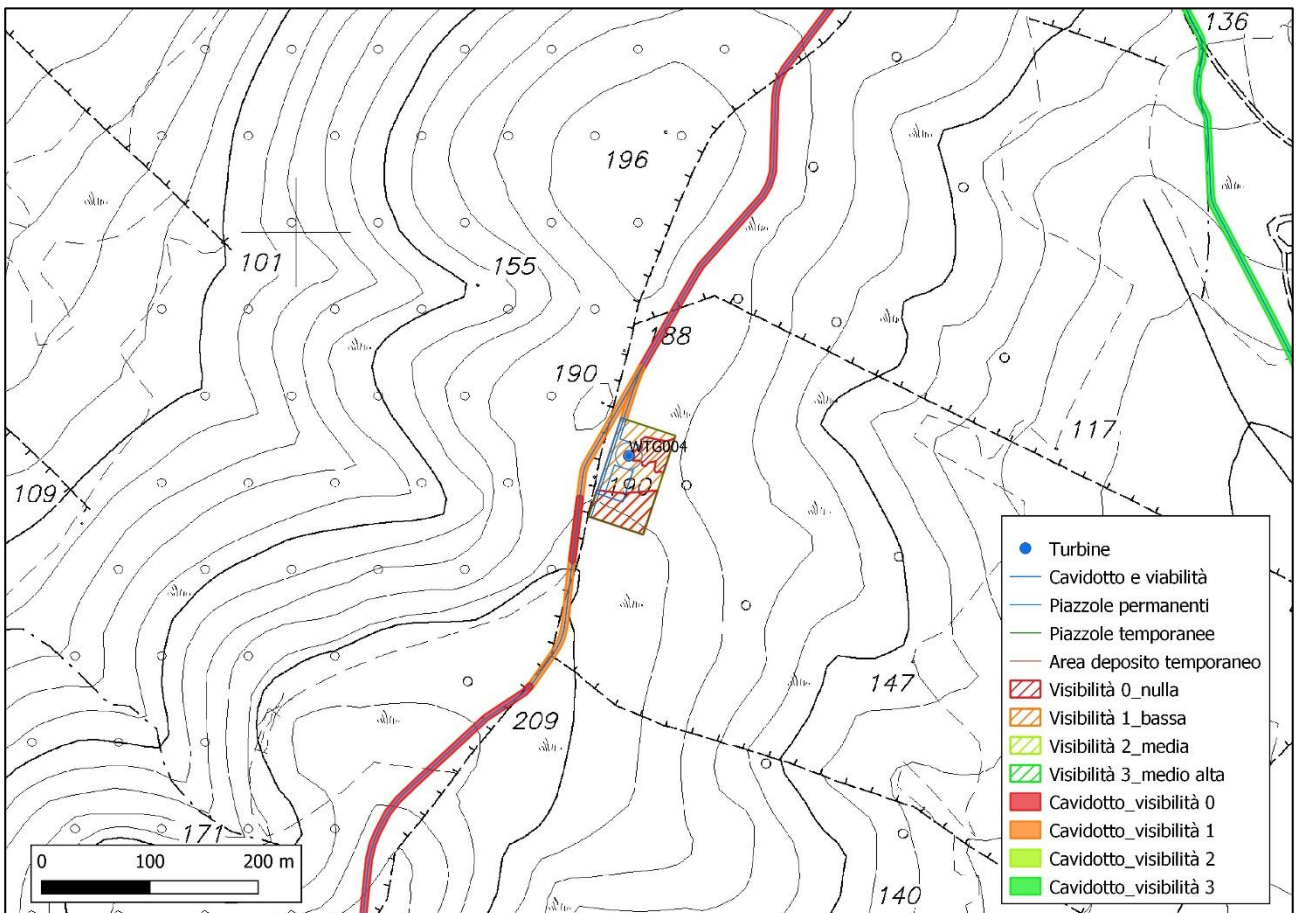 136
196
101
155
188
190
WTG004
117
109
190
147
209
171
140
0 100 200 m
Turbine
Cavidotto e viabilità
Piazzole permanenti
Piazzole temporanee
Area deposito temporaneo
Visibilità 0_nulla
Visibilità 1_bassa
Visibilità 2_media
Visibilità 3_medio alta
Cavidotto_visibilità 0
Cavidotto_visibilità 1
Cavidotto_visibilità 2
Cavidotto_visibilità 3